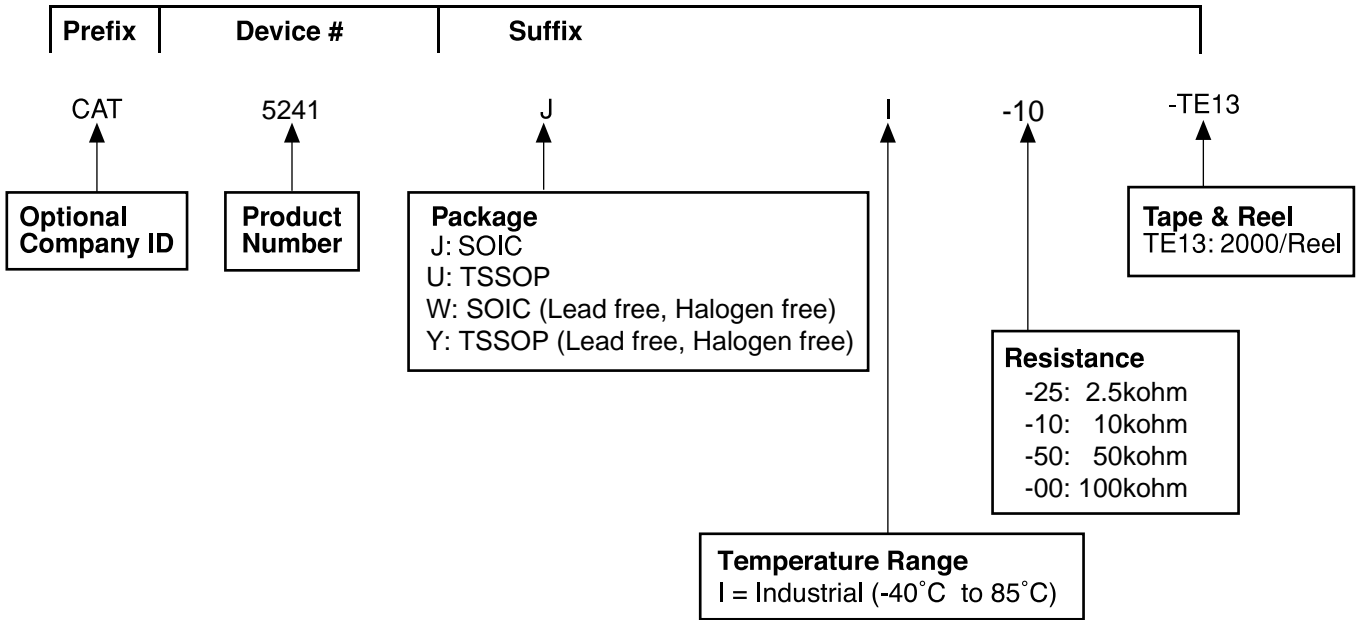 Prefix Device # Suffix
CAT 5241 J I -10 -TE13
Optional
Company ID
Product
Number
Package
J: SOIC
U: TSSOP
W: SOIC (Lead free, Halogen free)
Y: TSSOP (Lead free, Halogen free)
Tape & Reel
TE13: 2000/Reel
Resistance
-25: 2.5kohm
-10: 10kohm
-50: 50kohm
-00: 100kohm
Temperature Range
I = Industrial (-40˚C to 85˚C)